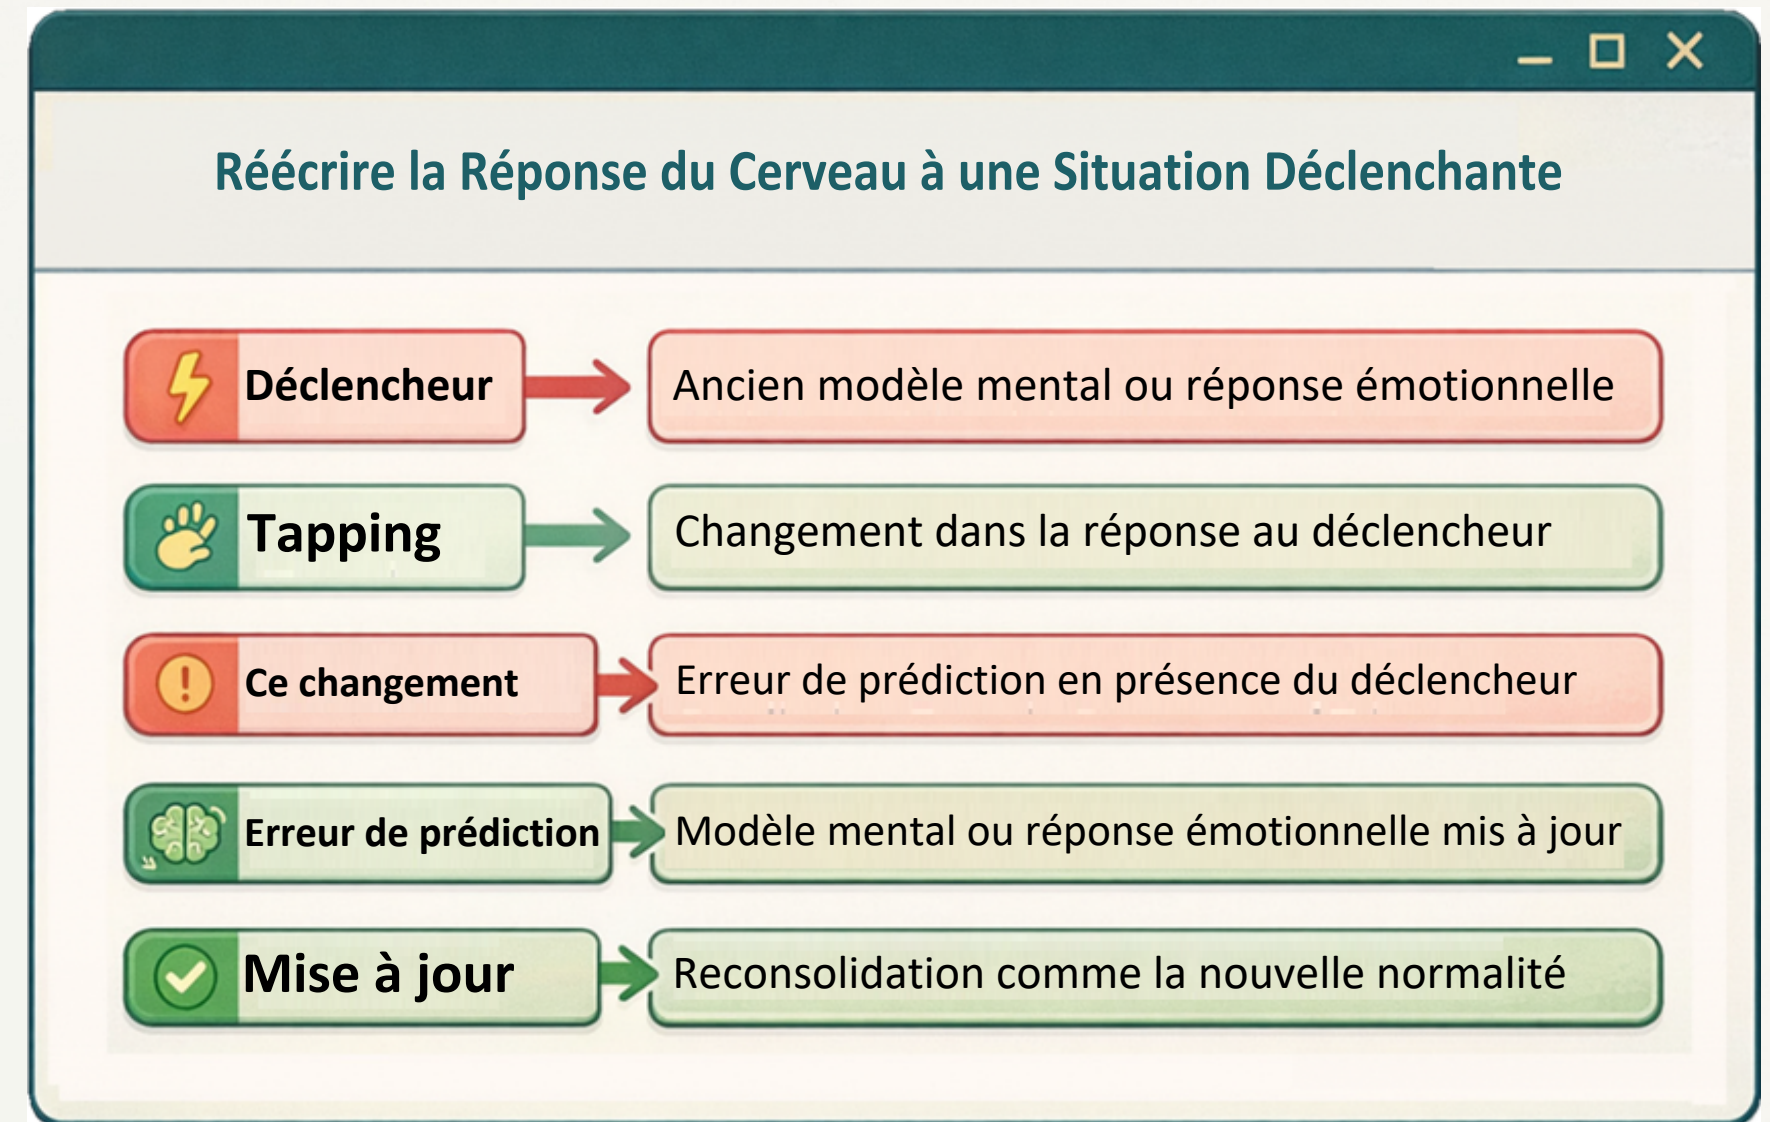 Réécrire la Réponse du Cerveau à une Situation Déclenchante
Déclencheur
Ancien modèle mental ou réponse émotionnelle
Tapping
Changement dans la réponse au déclencheur
Ce changement
Erreur de prédiction en présence du déclencheur
Erreur de prédiction
Modèle mental ou réponse émotionnelle mis à jour
Mise à jour
Reconsolidation comme la nouvelle normalité